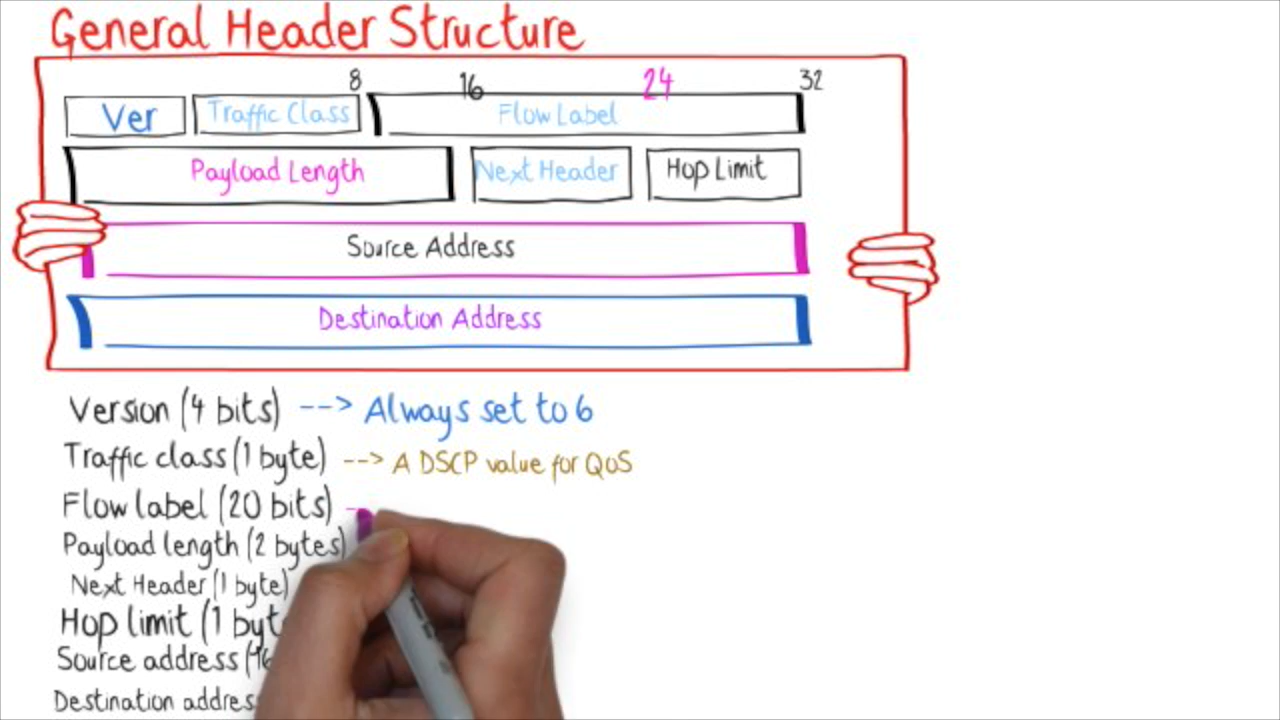 General Header Structure
8 16 24 32
Ver Traffic Class Flow Label
Payload Length Next Header Hop Limit
Source Address
Destination Address
Version (4 bits) --> Always set to 6
Traffic class (1 byte) --> A DSCP value for QoS
Flow label (20 bits) -
Payload length (2 bytes)
Next Header (1 byte)
Hop limit (1 byt
Source address (16
Destination addres